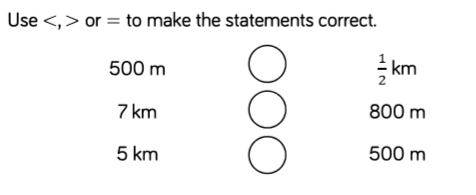 Use <, > or = to make the statements correct.
500 m ½ km
7 km 800 m
5 km 500 m